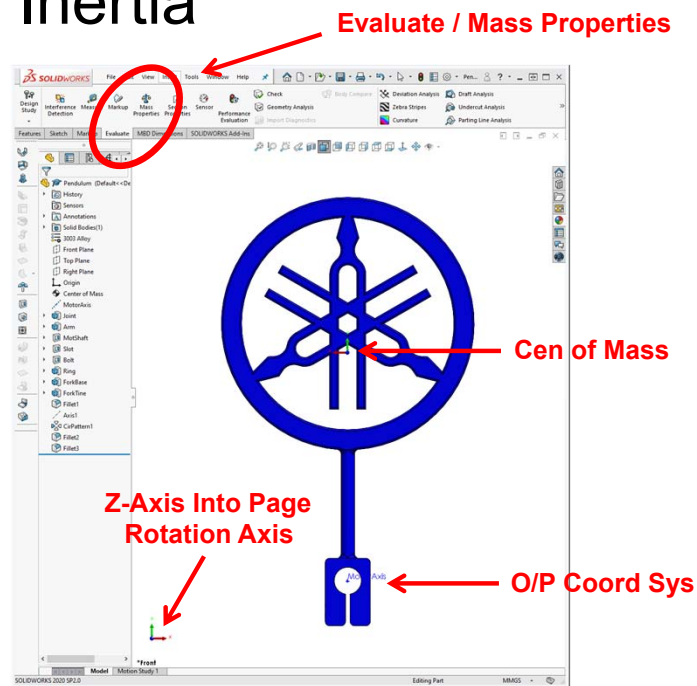 Inertia
Evaluate / Mass Properties
SOLIDWORKS File View Tools Window Help Pen...
Design Study Interference Detection Markup Mass Properties Section Properties Sensor Performance Evaluation
Check Body Compare Deviation Analysis Draft Analysis
Geometry Analysis Zebra Stripes Undercut Analysis
Import Diagnostics Curvature Parting Line Analysis
Features Sketch Evaluate MBD Dimensions SOLIDWORKS Add-Ins
Pendulum (Default<<De
History
Sensors
Annotations
Solid Bodies(1)
3003 Alloy
Front Plane
Top Plane
Right Plane
Origin
Center of Mass
MotorAxis
Joint
Arm
MotShaft
Slot
Bolt
Ring
ForkBase
ForkTine
Fillet1
Axis1
CirPattern1
Fillet2
Fillet3
Cen of Mass
Z-Axis Into Page
Rotation Axis
Axis
O/P Coord Sys
*Front
Model Motion Study 1
SOLIDWORKS 2020 SP2.0 Editing Part MMGS